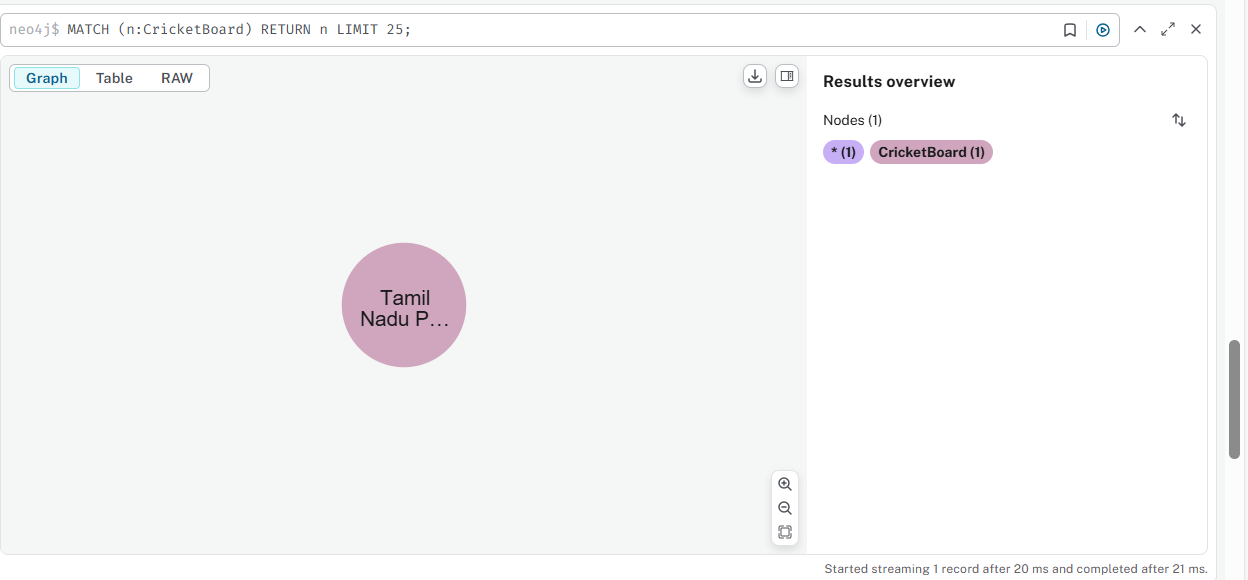 neo4j$ MATCH (n:CricketBoard) RETURN n LIMIT 25;
Graph Table RAW
Results overview
Nodes (1)
* (1) CricketBoard (1)
Tamil
Nadu P...
Started streaming 1 record after 20 ms and completed after 21 ms.